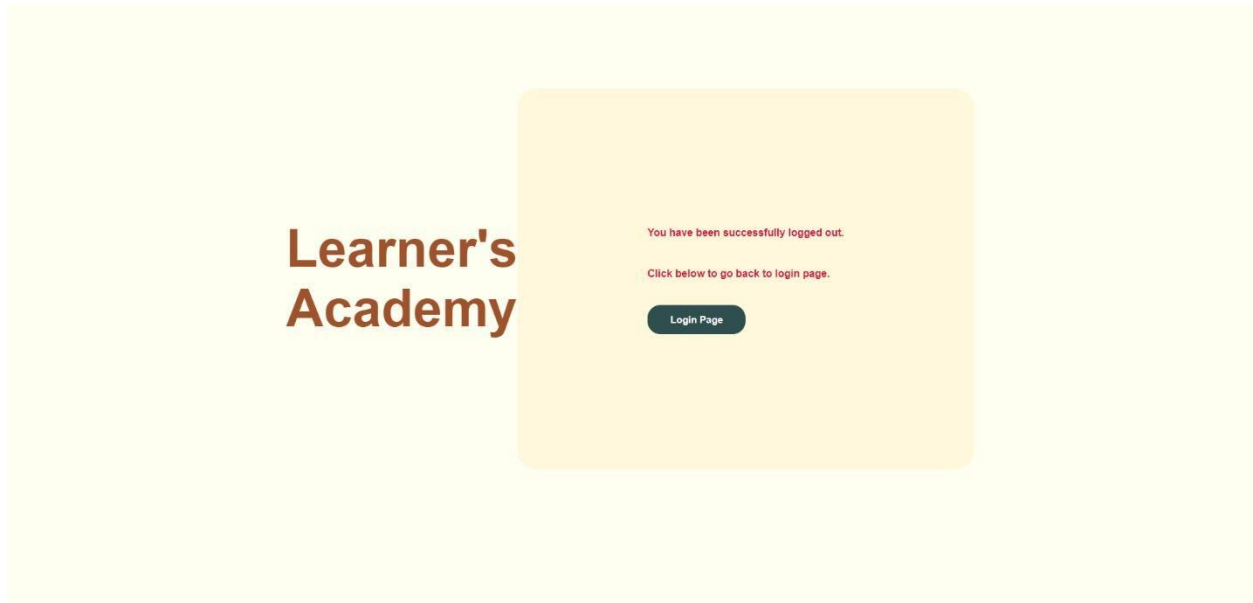 Learner's
Academy
You have been successfully logged out.
Click below to go back to login page.
Login Page